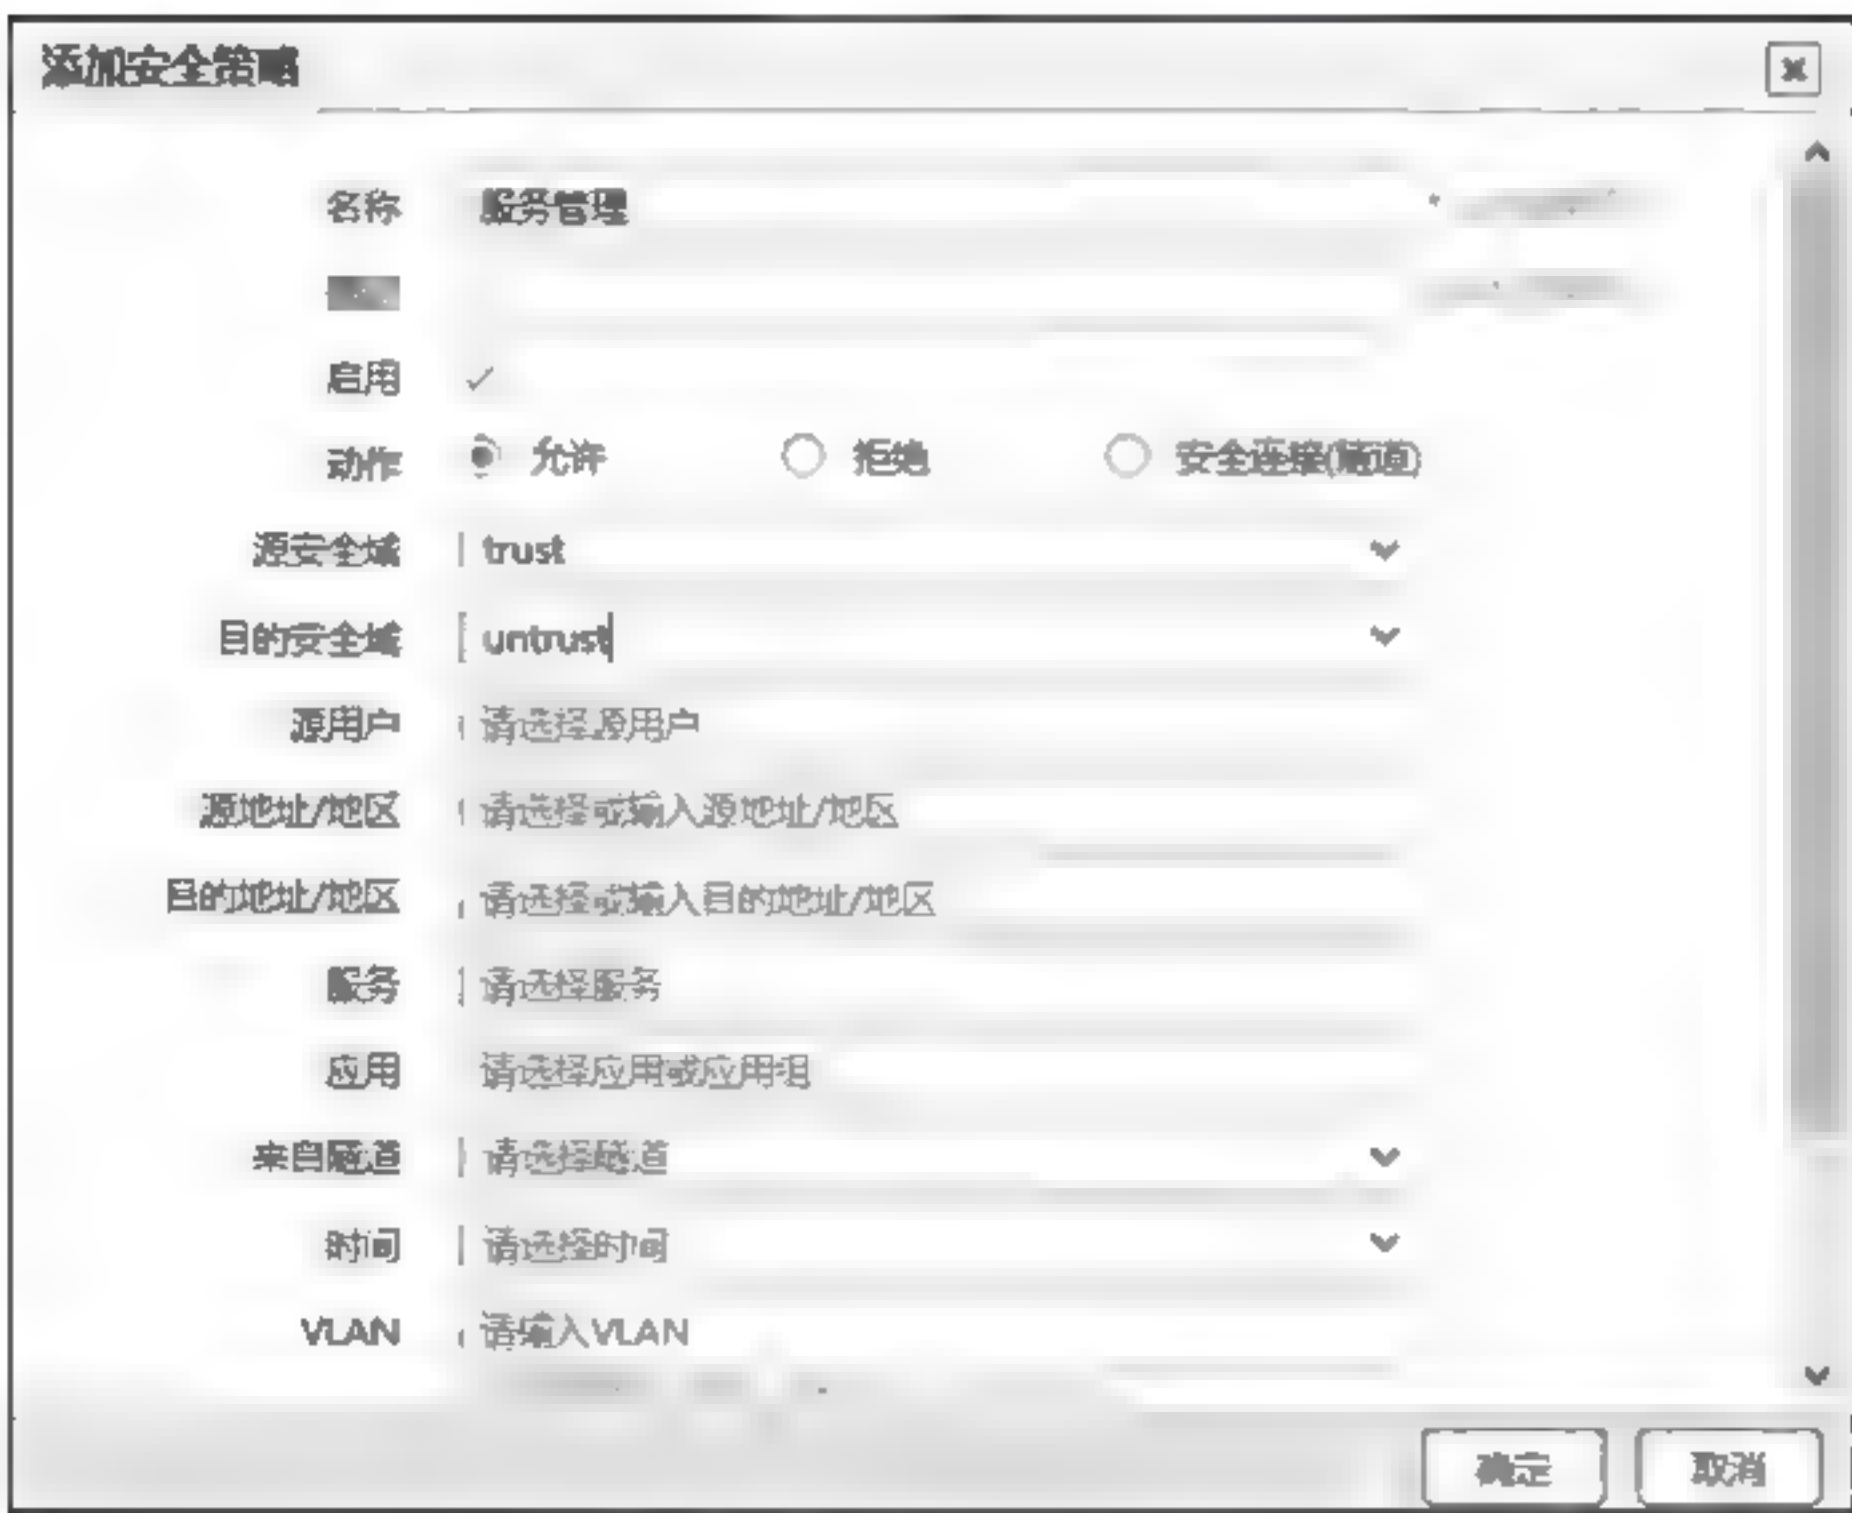 添加安全策略
名称 服务管理
启用
动作 允许 拒绝 安全连接(隧道)
源安全域 trust
目的安全域 untrust
源用户 请选择源用户
源地址/地区 请选择或输入源地址/地区
目的地址/地区 请选择或输入目的地址/地区
服务 请选择服务
应用 请选择应用或应用组
来自隧道 请选择隧道
时间 请选择时间
VLAN 请输入VLAN
确定 取消